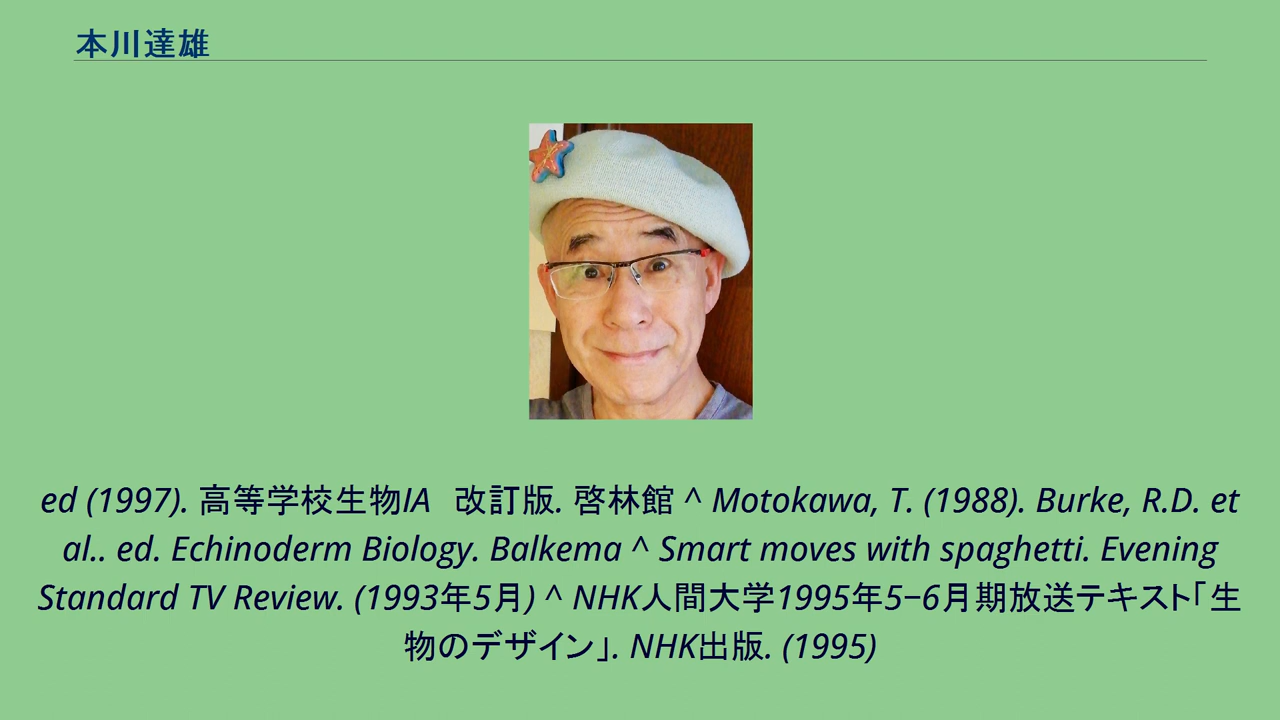 本川達雄
ed (1997). 高等学校生物IA　改訂版. 啓林館 ^ Motokawa, T. (1988). Burke, R.D. et
al.. ed. Echinoderm Biology. Balkema ^ Smart moves with spaghetti. Evening
Standard TV Review. (1993年5月) ^ NHK人間大学1995年5−6月期放送テキスト「生
物のデザイン」. NHK出版. (1995)